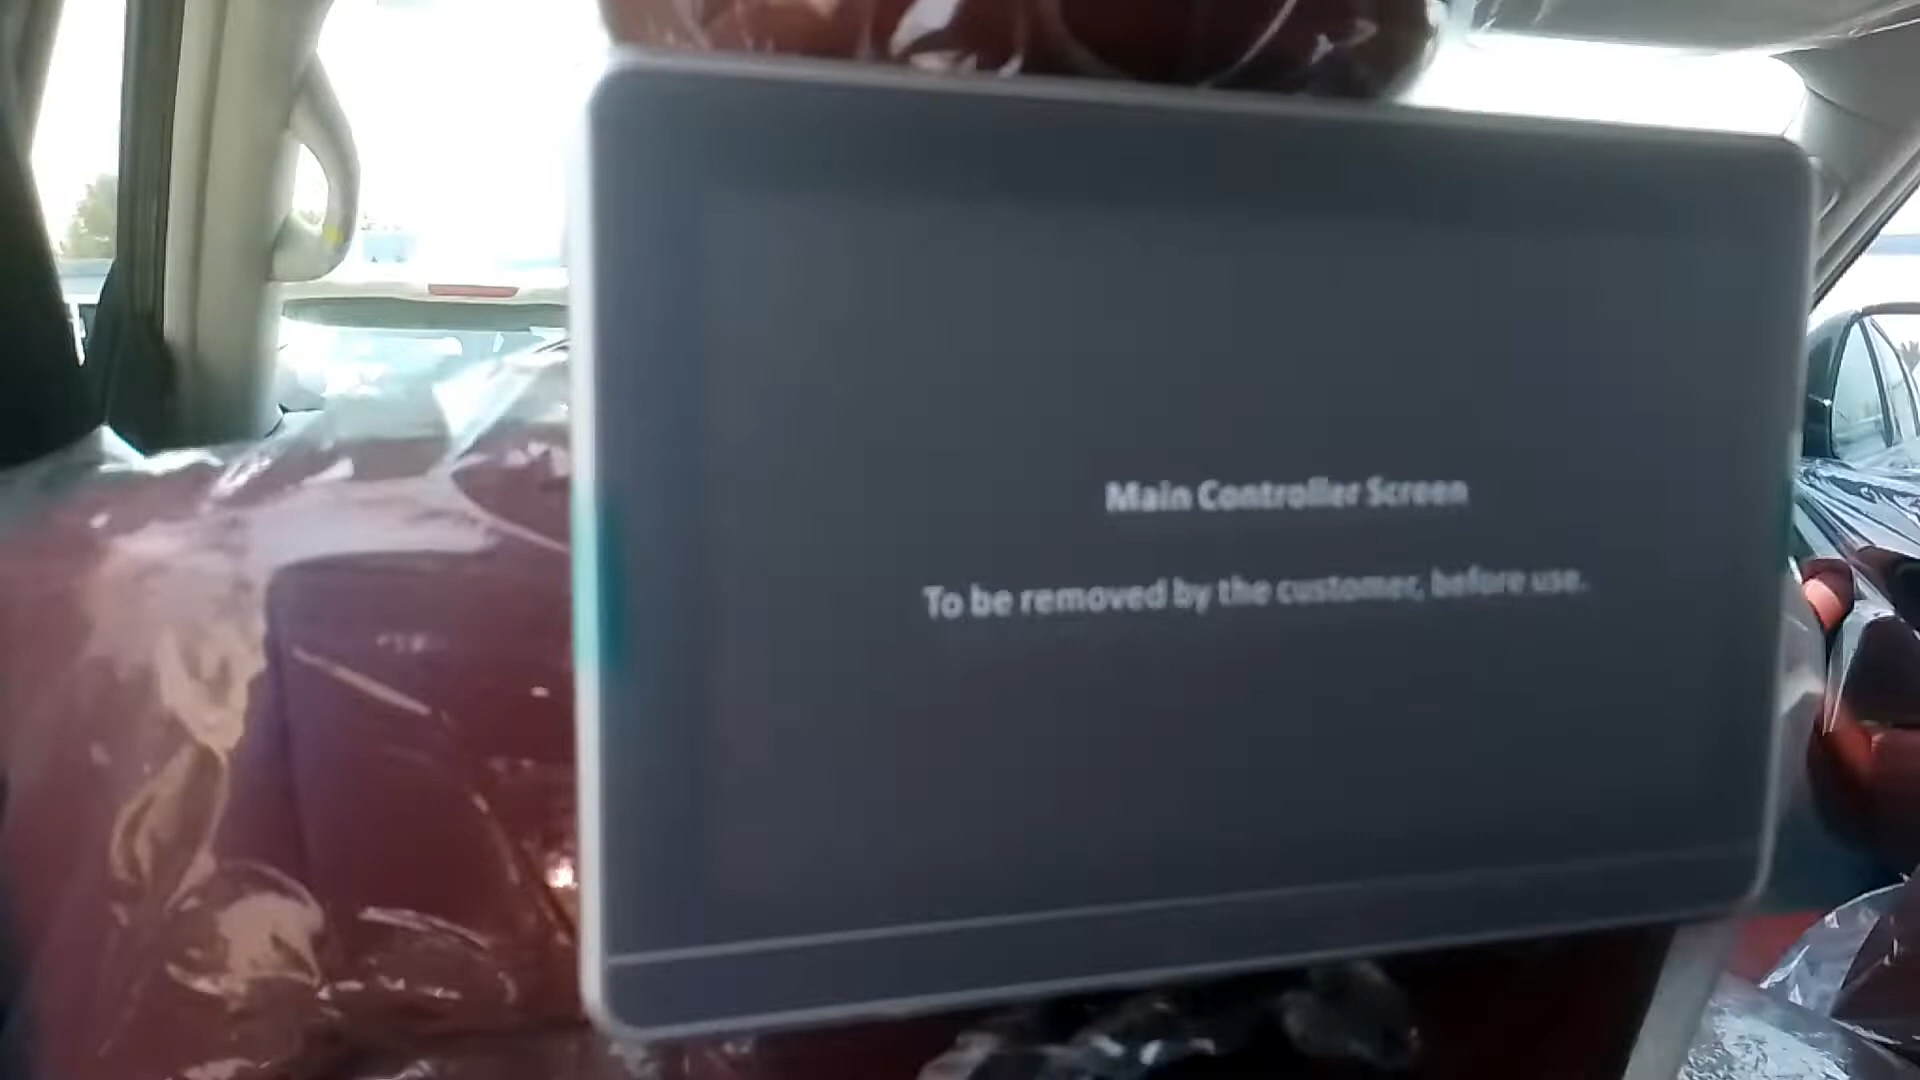 Main Controller Screen
To be removed by the customer, before use.